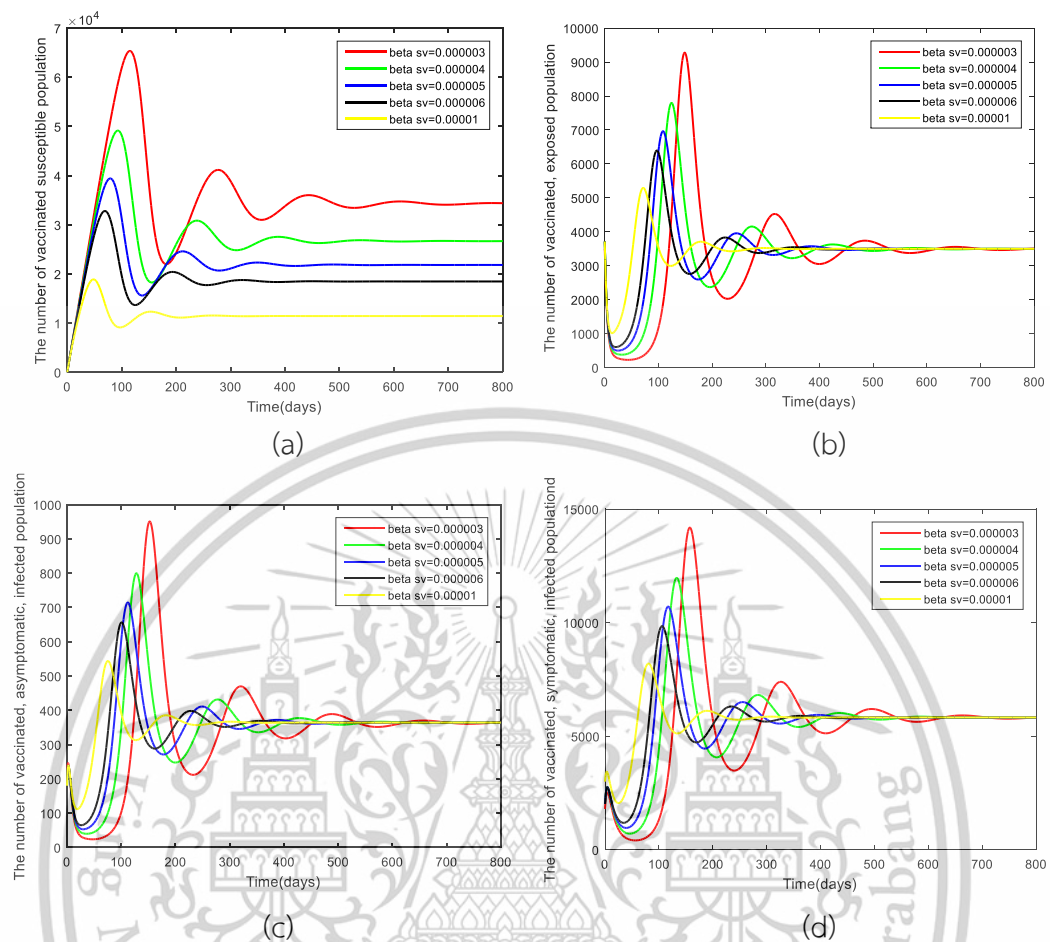 × 10⁴
7
6
5
4
3
2
1
0
The number of vaccinated susceptible population
beta sv=0.000003
beta sv=0.000004
beta sv=0.000005
beta sv=0.000006
beta sv=0.00001
0 100 200 300 400 500 600 700 800
Time(days)
(a)
10000
9000
8000
7000
6000
5000
4000
3000
2000
1000
0
The number of vaccinated, exposed population
beta sv=0.000003
beta sv=0.000004
beta sv=0.000005
beta sv=0.000006
beta sv=0.00001
0 100 200 300 400 500 600 700 800
Time(days)
(b)
1000
900
800
700
600
500
400
300
200
100
0
The number of vaccinated, asymptomatic, infected population
beta sv=0.000003
beta sv=0.000004
beta sv=0.000005
beta sv=0.000006
beta sv=0.00001
0 100 200 300 400 500 600 700 800
Time(days)
(c)
15000
10000
5000
0
The number of vaccinated, symptomatic, infected populationd
beta sv=0.000003
beta sv=0.000004
beta sv=0.000005
beta sv=0.000006
beta sv=0.00001
0 100 200 300 400 500 600 700 800
Time(days)
(d)
rabang